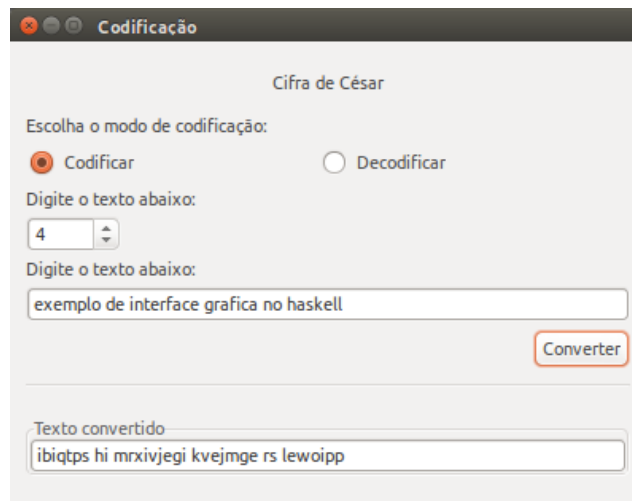 Codificação
Cifra de César
Escolha o modo de codificação:
Codificar Decodificar
Digite o texto abaixo:
4
Digite o texto abaixo:
exemplo de interface grafica no haskell
Converter
Texto convertido
ibiqtps hi mrxivjegi kvejmge rs lewoipp